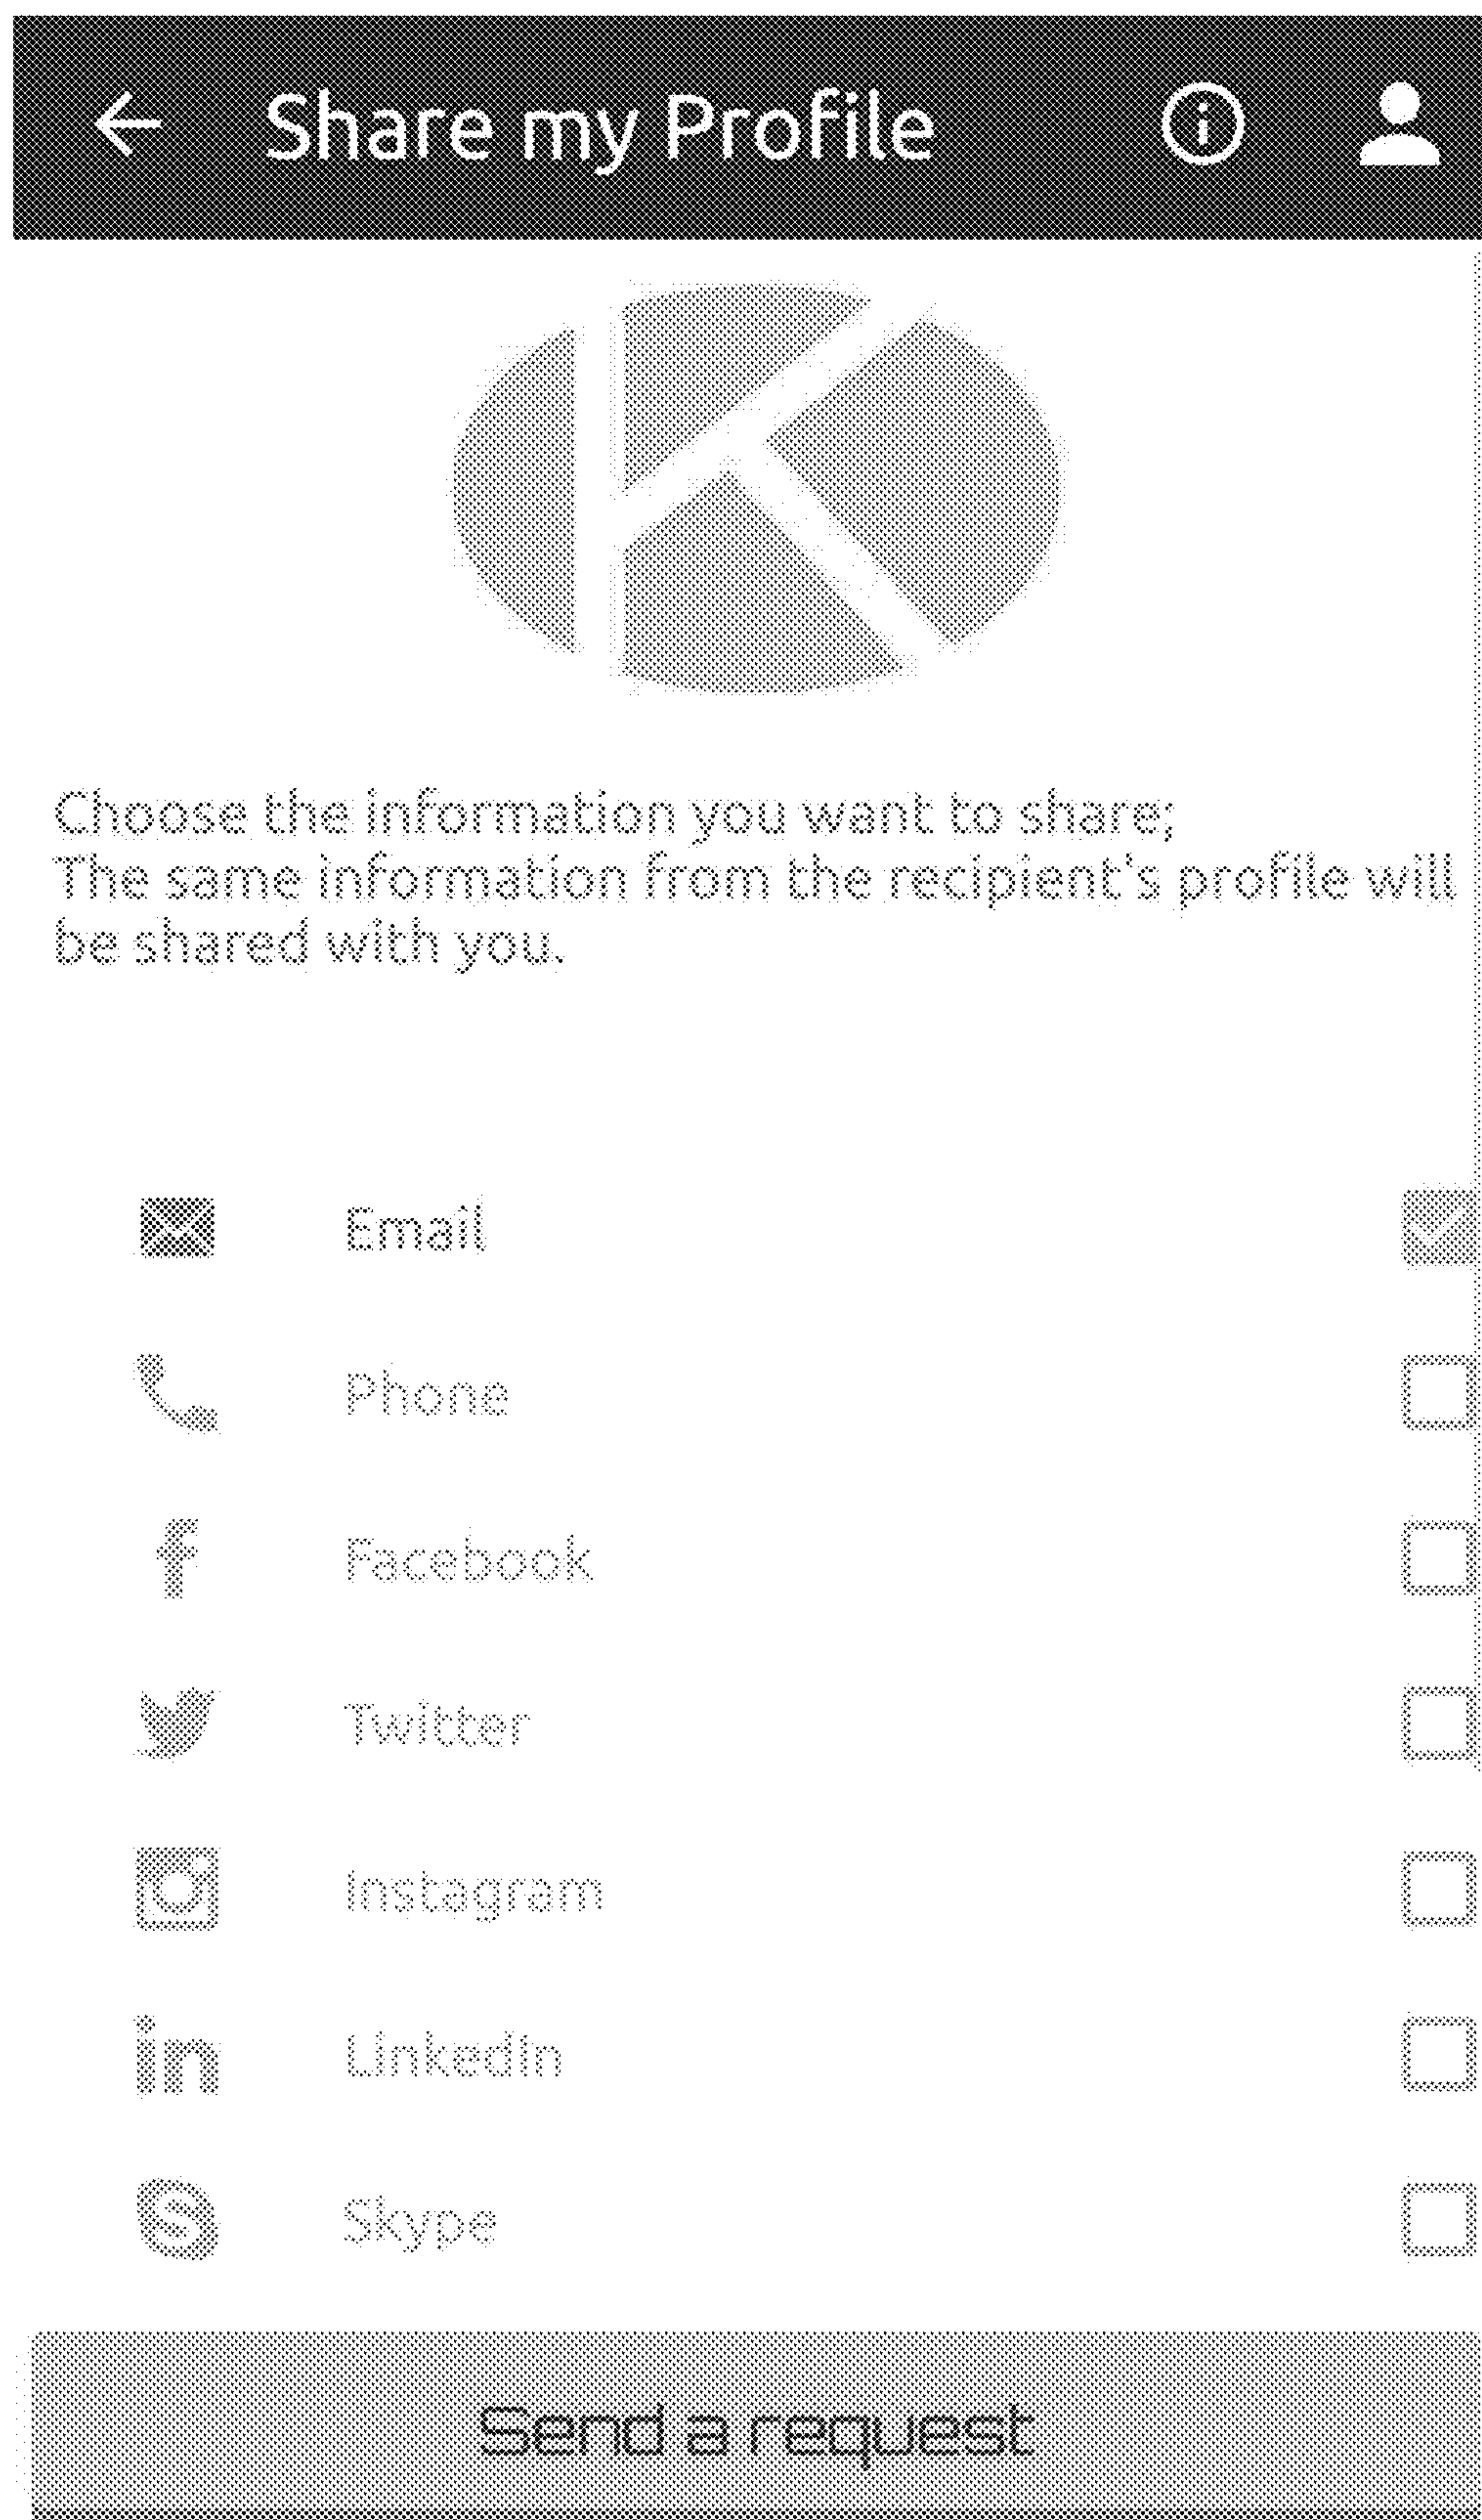 Share my Profile
Choose the information you want to share;
The same information from the recipient's profile will
be shared with you.
Email
Phone
Facebook
Twitter
Instagram
LinkedIn
Skype
Send a request